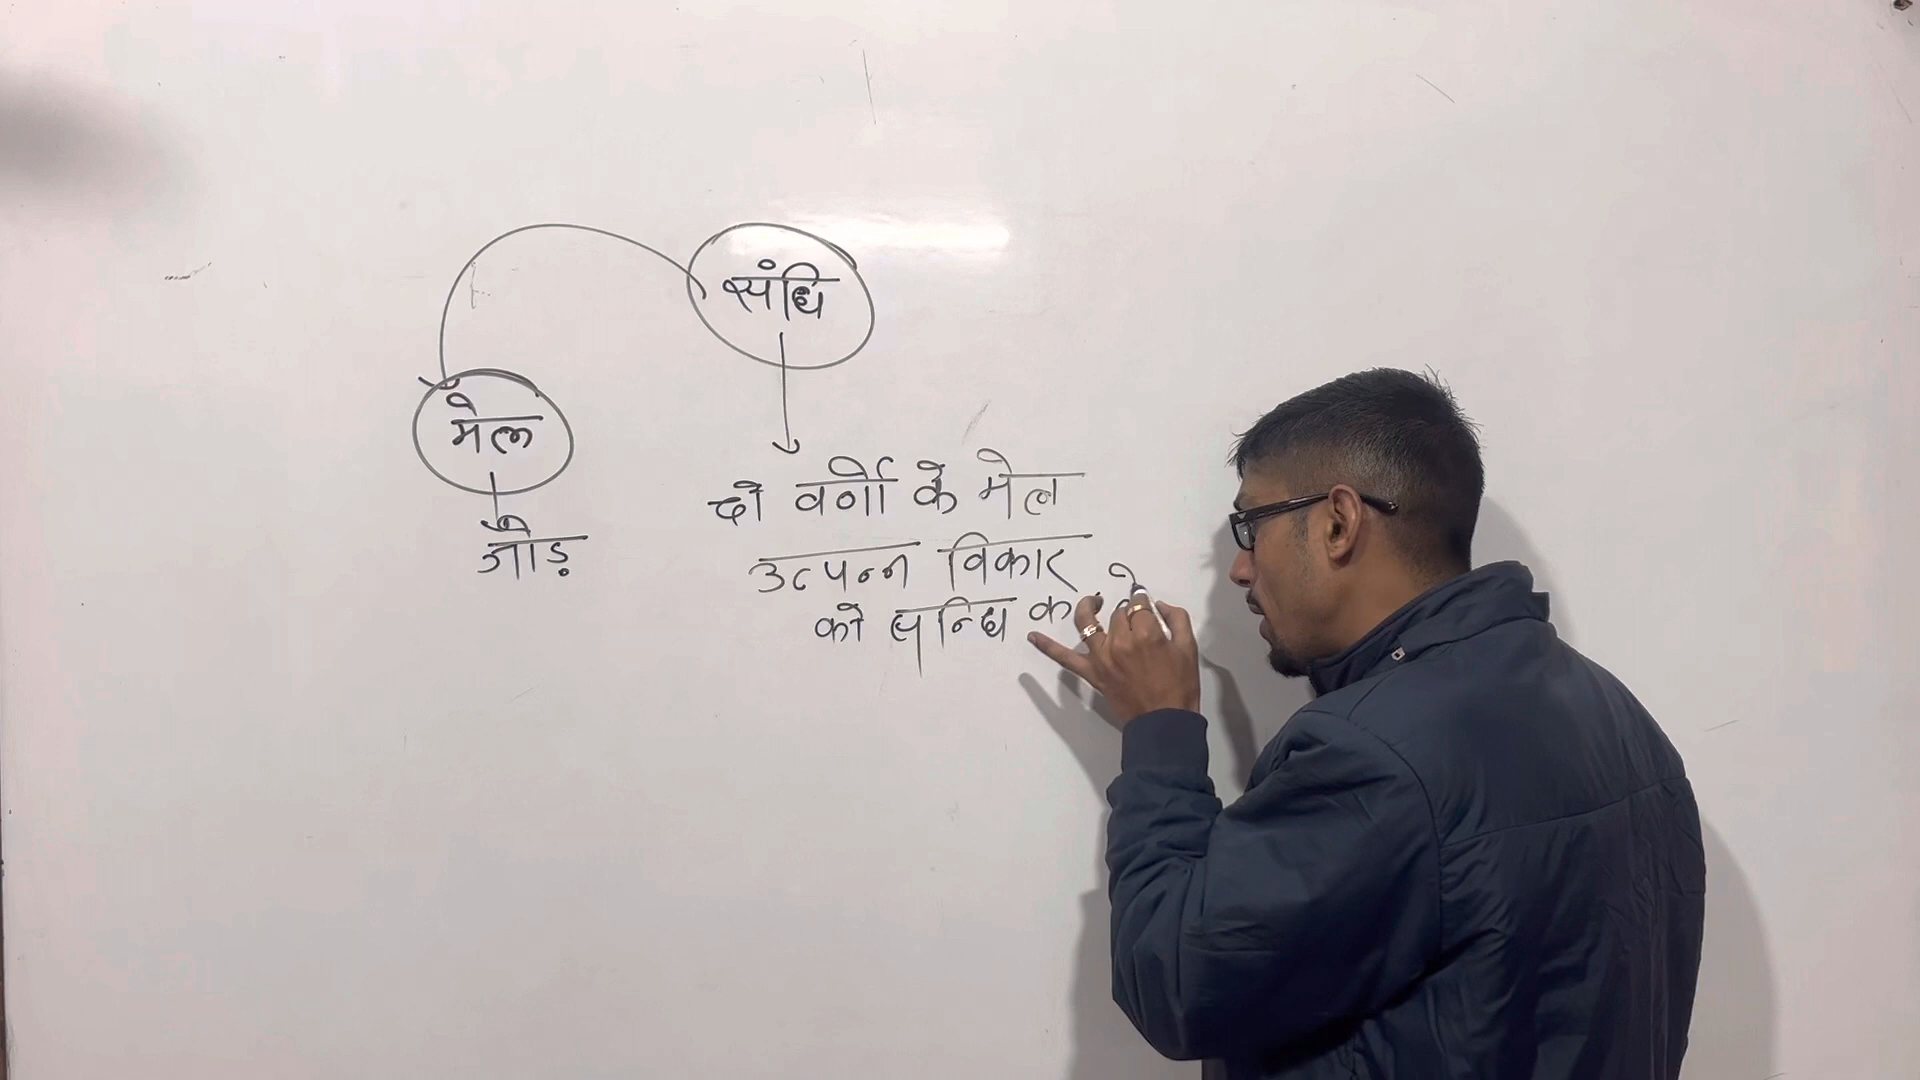 संधि
मेल
जोड़
दो वर्गो के मेल
उत्पन्न विकार
को सन्धि क